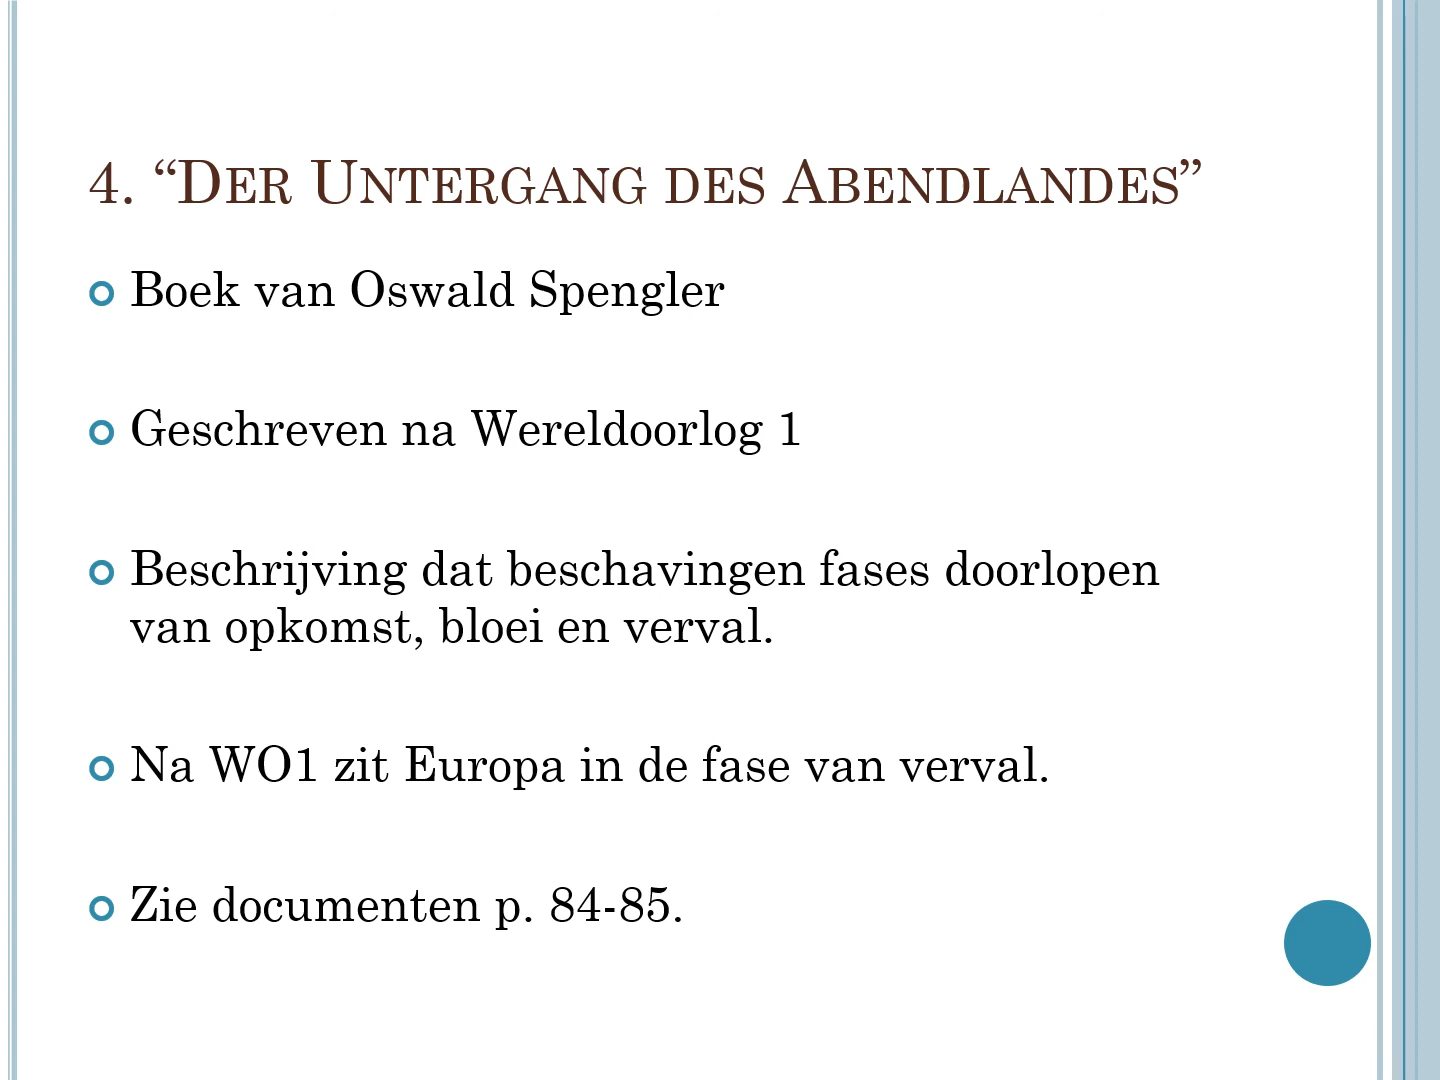 4. “Der Untergang des Abendlandes”
Boek van Oswald Spengler
Geschreven na Wereldoorlog 1
Beschrijving dat beschavingen fases doorlopen
van opkomst, bloei en verval.
Na WO1 zit Europa in de fase van verval.
Zie documenten p. 84-85.